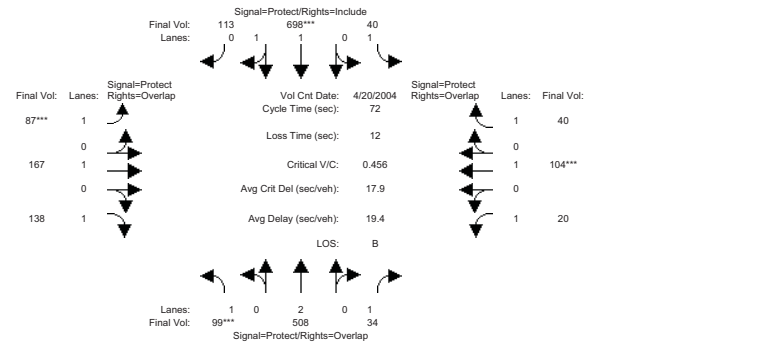 Signal=Protect/Rights=Include
Final Vol: 113 698*** 40
Lanes: 0 1 1 0 1
Signal=Protect
Final Vol: Lanes: Rights=Overlap
Vol Cnt Date: 4/20/2004
Signal=Protect
Rights=Overlap Lanes: Final Vol:
Cycle Time (sec): 72
87*** 1
1 40
Loss Time (sec): 12
0
0
167 1
Critical V/C: 0.456
1 104***
0
Avg Crit Del (sec/veh): 17.9
0
138 1
Avg Delay (sec/veh): 19.4
1 20
LOS: B
Lanes: 1 0 2 0 1
Final Vol: 99*** 508 34
Signal=Protect/Rights=Overlap